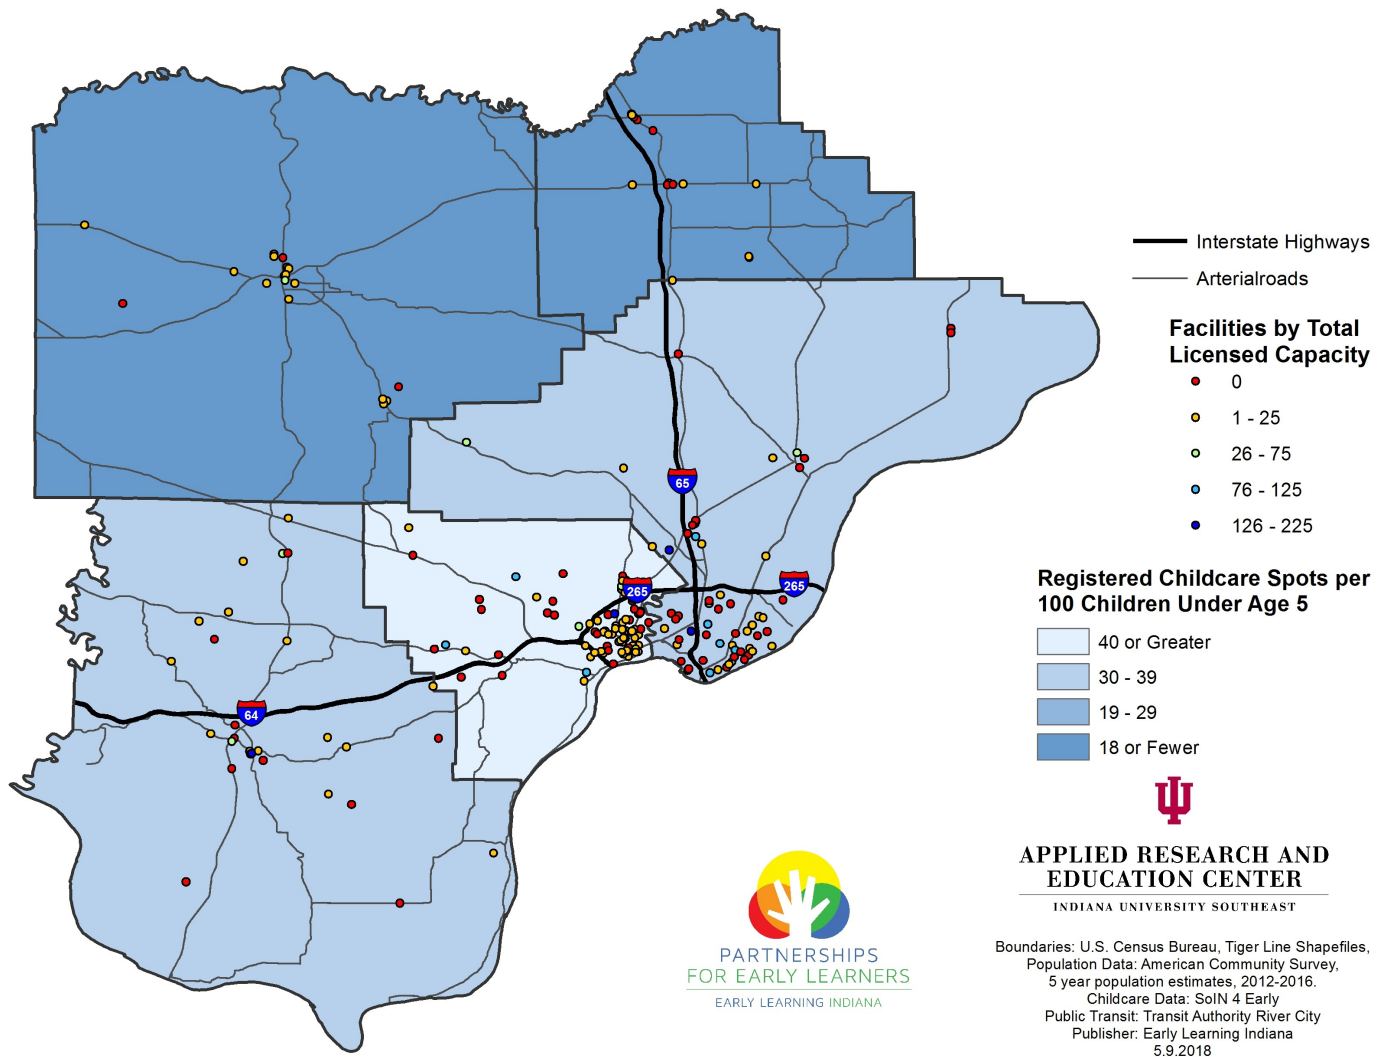 65
265
265
64
Interstate Highways
Arterialroads
Facilities by Total
Licensed Capacity
0
1 - 25
26 - 75
76 - 125
126 - 225
Registered Childcare Spots per
100 Children Under Age 5
40 or Greater
30 - 39
19 - 29
18 or Fewer
APPLIED RESEARCH AND
EDUCATION CENTER
INDIANA UNIVERSITY SOUTHEAST
PARTNERSHIPS
FOR EARLY LEARNERS
EARLY LEARNING INDIANA
Boundaries: U.S. Census Bureau, Tiger Line Shapefiles,
Population Data: American Community Survey,
5 year population estimates, 2012-2016.
Childcare Data: SoIN 4 Early
Public Transit: Transit Authority River City
Publisher: Early Learning Indiana
5.9.2018